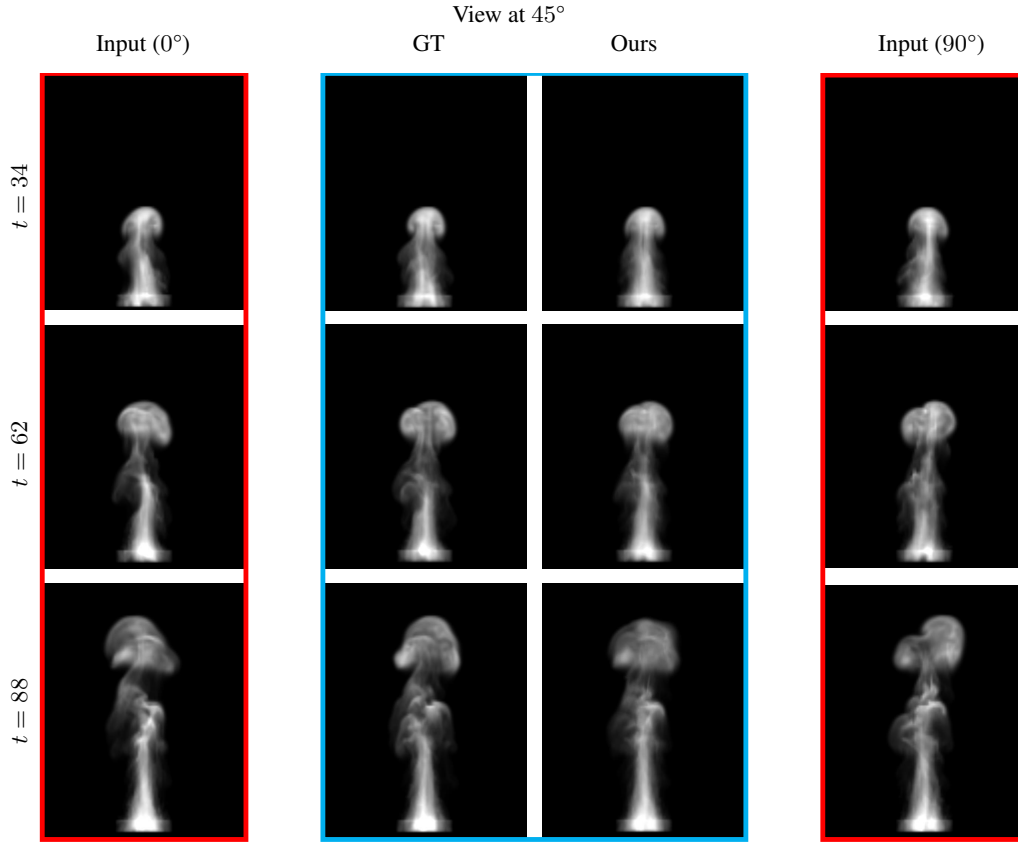 View at 45°
Input (0°)
GT
Ours
Input (90°)
t = 34
t = 62
t = 88